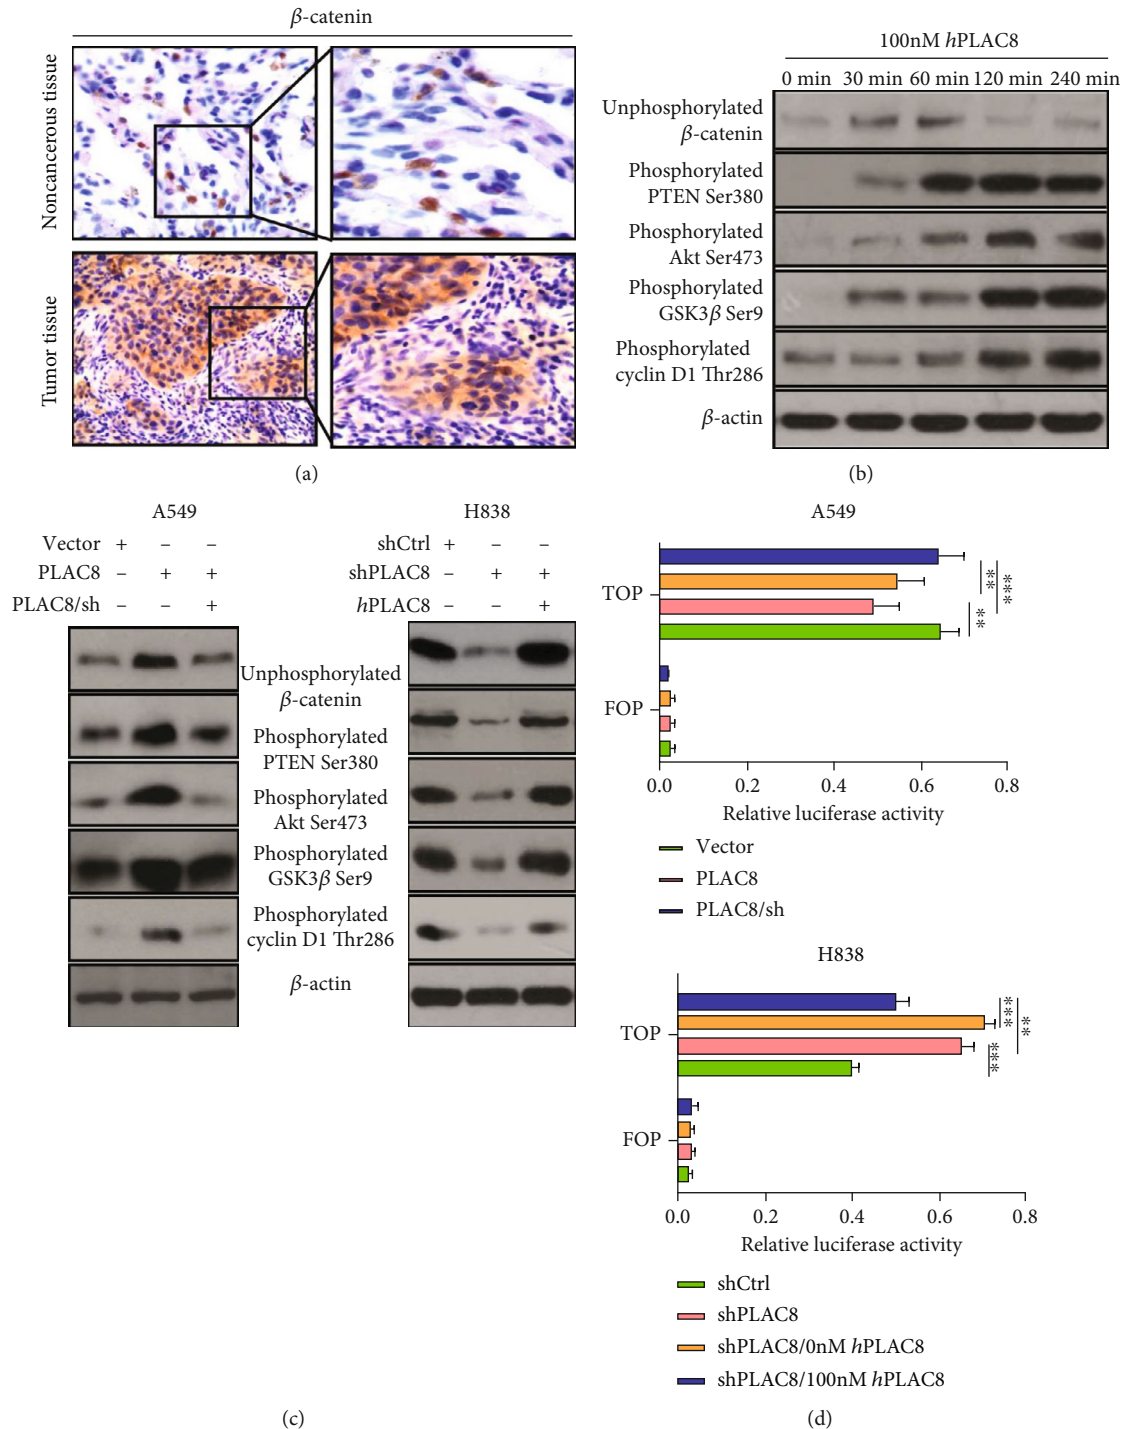 β-catenin
Noncancerous tissue
Tumor tissue
(a)
100nM hPLAC8
0 min 30 min 60 min 120 min 240 min
Unphosphorylated
β-catenin
Phosphorylated
PTEN Ser380
Phosphorylated
Akt Ser473
Phosphorylated
GSK3β Ser9
Phosphorylated
cyclin D1 Thr286
β-actin
(b)
A549
Vector + – –
PLAC8 – + +
PLAC8/sh – – +
H838
shCtrl + – –
shPLAC8 – + +
hPLAC8 – – +
Unphosphorylated
β-catenin
Phosphorylated
PTEN Ser380
Phosphorylated
Akt Ser473
Phosphorylated
GSK3β Ser9
Phosphorylated
cyclin D1 Thr286
β-actin
(c)
A549
TOP
** ***
**
FOP
0.0 0.2 0.4 0.6 0.8
Relative luciferase activity
Vector
PLAC8
PLAC8/sh
H838
TOP
*** **
***
FOP
0.0 0.2 0.4 0.6 0.8
Relative luciferase activity
shCtrl
shPLAC8
shPLAC8/0nM hPLAC8
shPLAC8/100nM hPLAC8
(d)